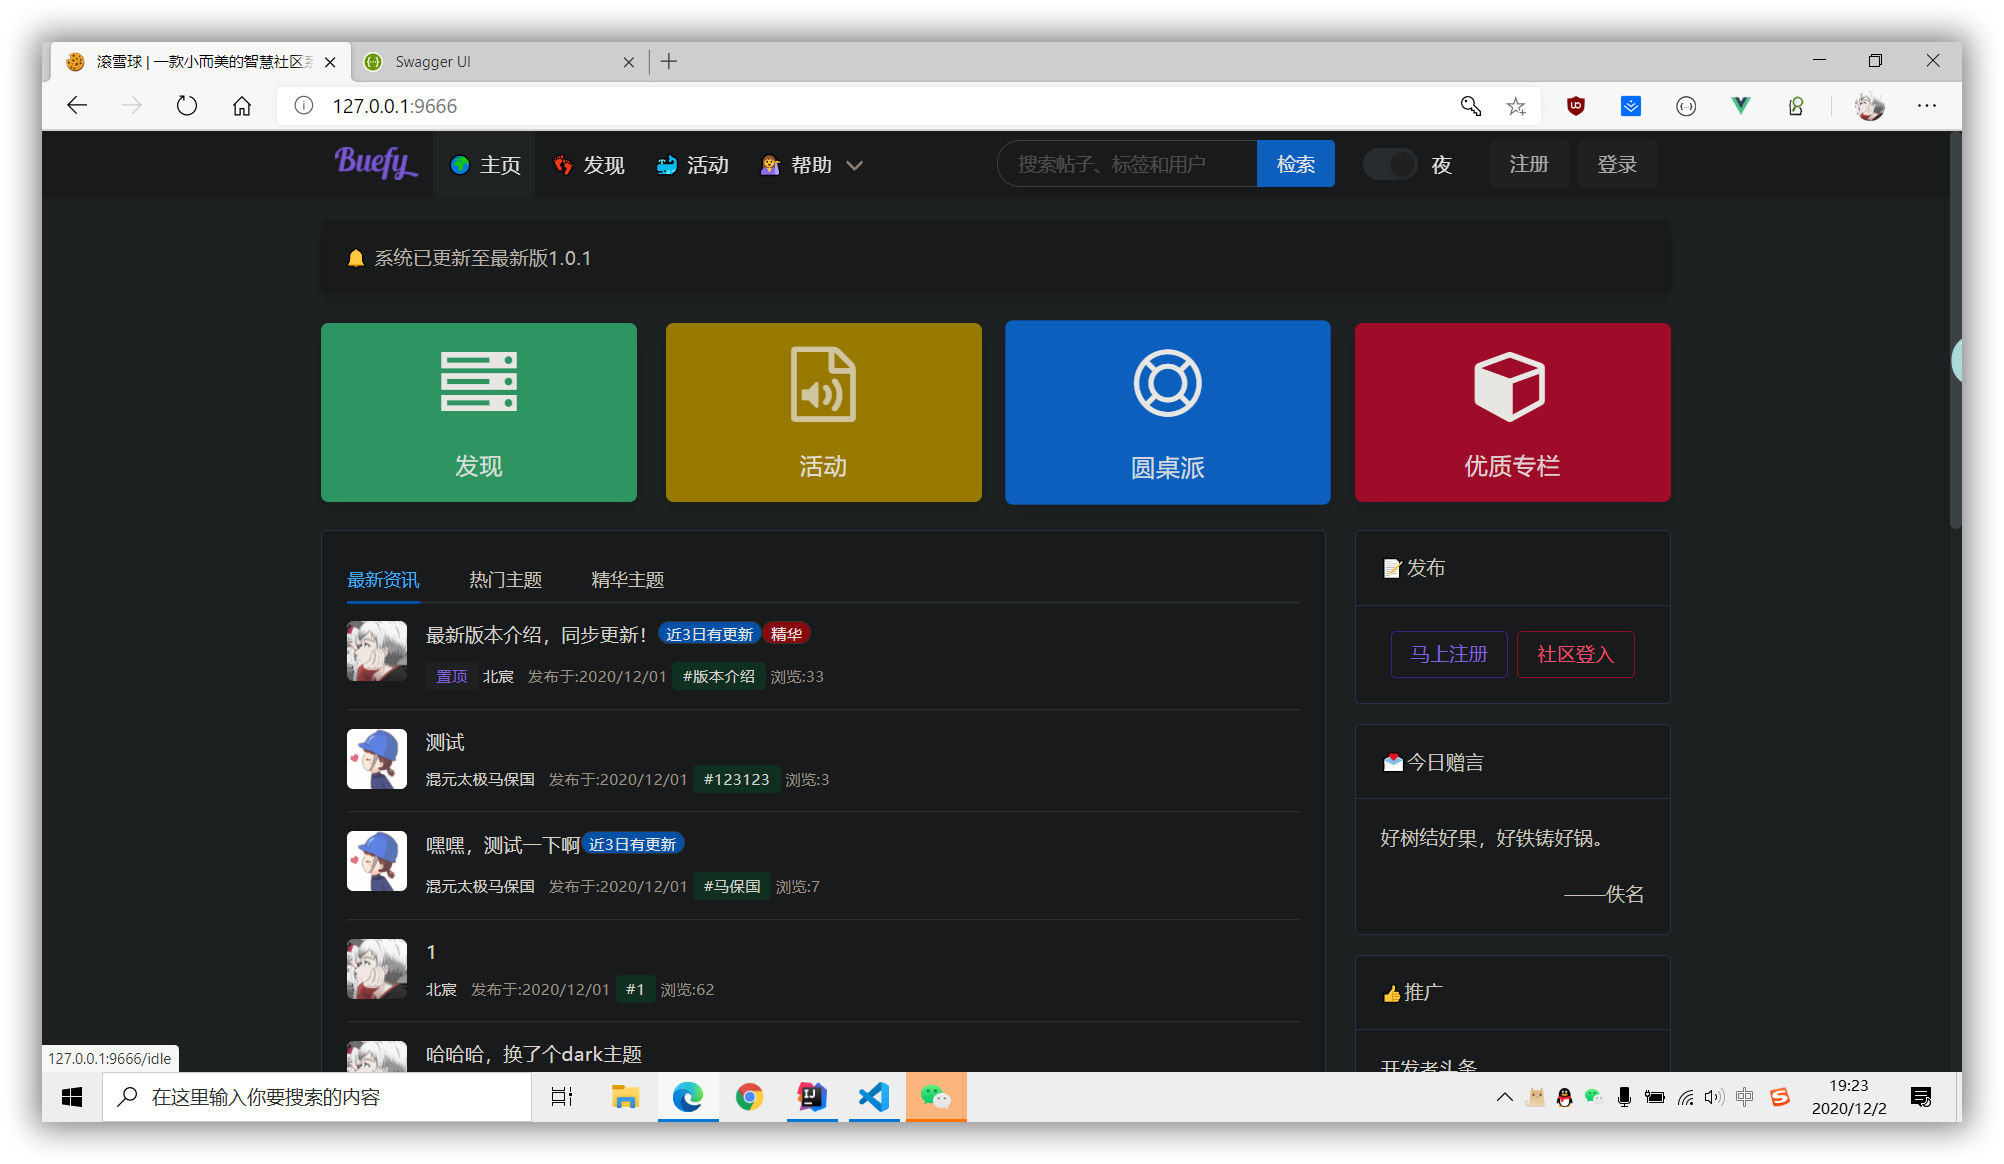 滚雪球 | 一款小而美的智慧社区系
Swagger UI
127.0.0.1:9666
Buefy
主页
发现
活动
帮助
搜索帖子、标签和用户
检索
夜
注册
登录
系统已更新至最新版1.0.1
发现
活动
圆桌派
优质专栏
最新资讯
热门主题
精华主题
最新版本介绍，同步更新！ 近3日有更新 精华
置顶 北宸 发布于:2020/12/01 #版本介绍 浏览:33
测试
混元太极马保国 发布于:2020/12/01 #123123 浏览:3
嘿嘿，测试一下啊 近3日有更新
混元太极马保国 发布于:2020/12/01 #马保国 浏览:7
1
北宸 发布于:2020/12/01 #1 浏览:62
哈哈哈，换了个dark主题
发布
马上注册
社区登入
今日赠言
好树结好果，好铁铸好锅。
——佚名
推广
开发者头条
127.0.0.1:9666/idle
在这里输入你要搜索的内容
中
19:23
2020/12/2